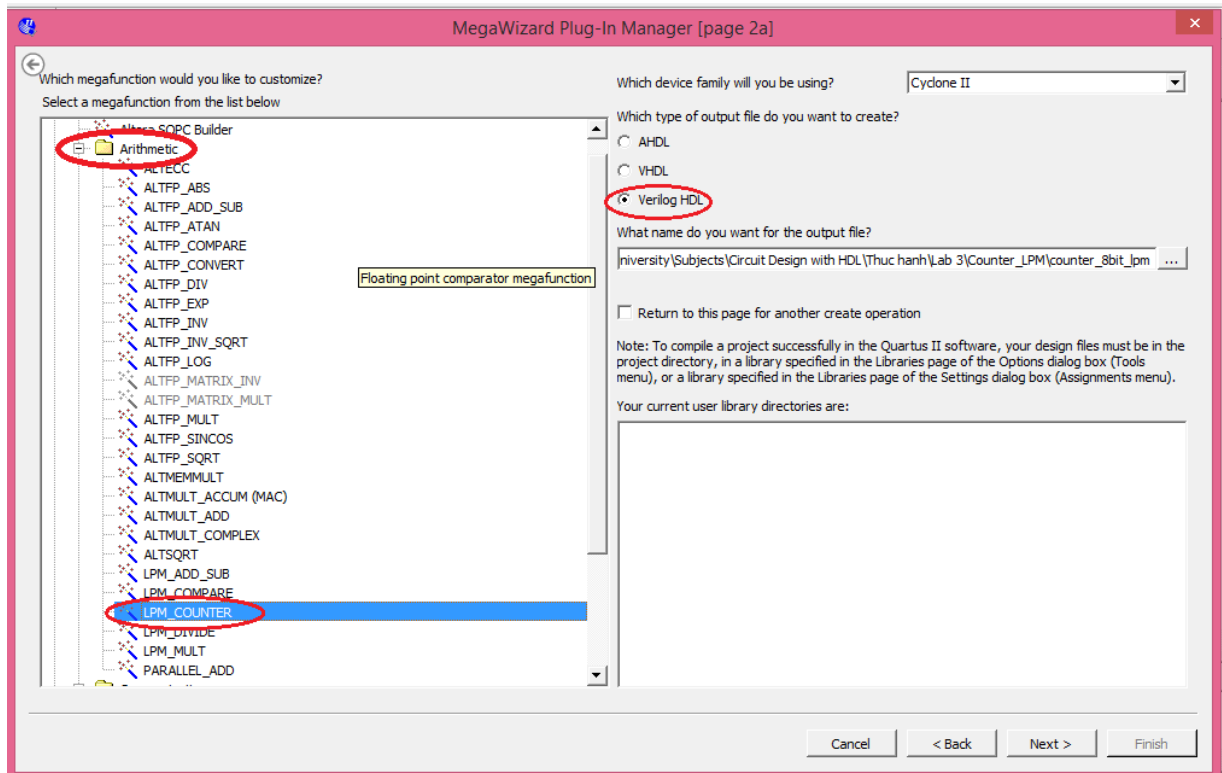 MegaWizard Plug-In Manager [page 2a]
Which megafunction would you like to customize?
Select a megafunction from the list below
Altera SOPC Builder
Arithmetic
ALTECC
ALTFP_ABS
ALTFP_ADD_SUB
ALTFP_ATAN
ALTFP_COMPARE
ALTFP_CONVERT
ALTFP_DIV
ALTFP_EXP
ALTFP_INV
ALTFP_INV_SQRT
ALTFP_LOG
ALTFP_MATRIX_INV
ALTFP_MATRIX_MULT
ALTFP_MULT
ALTFP_SINCOS
ALTFP_SQRT
ALTMEMMULT
ALTMULT_ACCUM (MAC)
ALTMULT_ADD
ALTMULT_COMPLEX
ALTSQRT
LPM_ADD_SUB
LPM_COMPARE
LPM_COUNTER
LPM_DIVIDE
LPM_MULT
PARALLEL_ADD
Floating point comparator megafunction
Which device family will you be using?
Cyclone II
Which type of output file do you want to create?
AHDL
VHDL
Verilog HDL
What name do you want for the output file?
niversity\Subjects\Circuit Design with HDL\Thuc hanh\Lab 3\Counter_LPM\counter_8bit_lpm
...
Return to this page for another create operation
Note: To compile a project successfully in the Quartus II software, your design files must be in the
project directory, in a library specified in the Libraries page of the Options dialog box (Tools
menu), or a library specified in the Libraries page of the Settings dialog box (Assignments menu).
Your current user library directories are:
Cancel
< Back
Next >
Finish